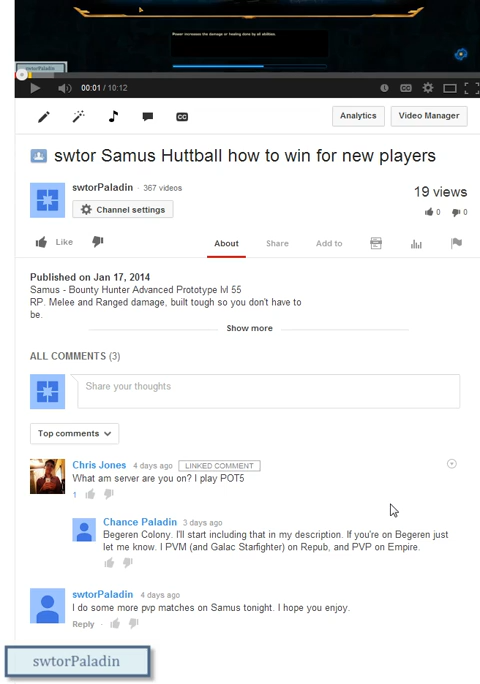 Power increases the damage or healing done by all abilities.
swtorPaladin
00:01 / 10:12
CC
CC
Analytics
Video Manager
swtor Samus Huttball how to win for new players
swtorPaladin · 367 videos
19 views
Channel settings
0 0
Like
About
Share
Add to
Published on Jan 17, 2014
Samus - Bounty Hunter Advanced Prototype lvl 55
RP. Melee and Ranged damage, built tough so you don't have to
be.
Show more
ALL COMMENTS (3)
Share your thoughts
Top comments
Chris Jones 4 days ago LINKED COMMENT
What am server are you on? I play POT5
1
Chance Paladin 3 days ago
Begeren Colony. I'll start including that in my description. If you're on Begeren just
let me know. I PVM (and Galac Starfighter) on Repub, and PVP on Empire.
swtorPaladin 4 days ago
I do some more pvp matches on Samus tonight. I hope you enjoy.
Reply ·
swtorPaladin